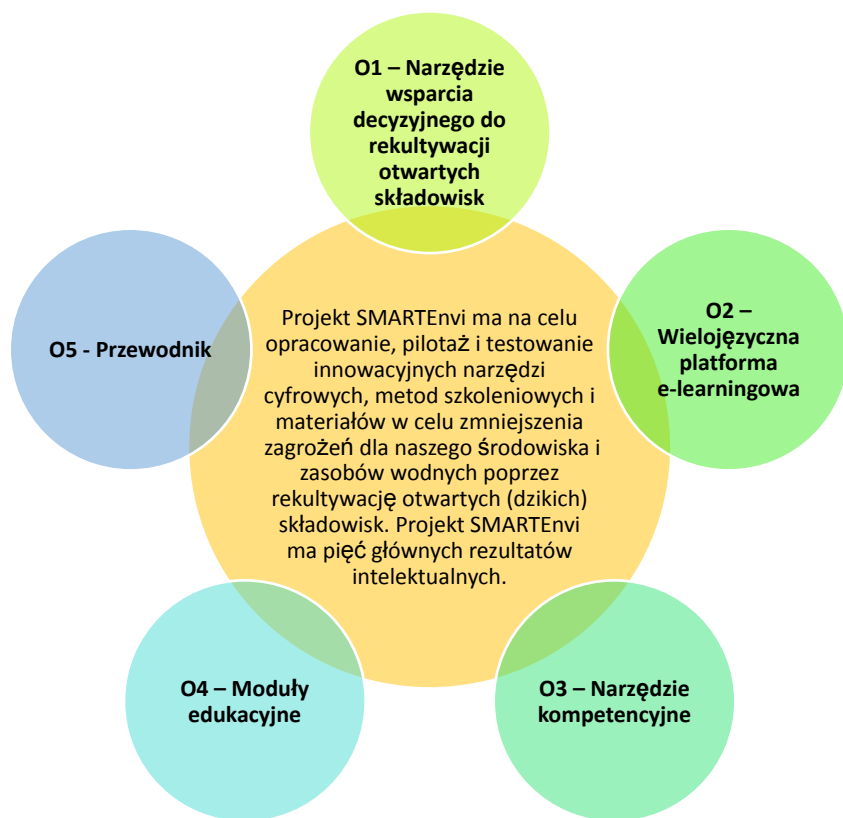 O1 – Narzędzie
wsparcia
decyzyjnego do
rekultywacji
otwartych
składowisk
O2 –
Wielojęzyczna
platforma
e-learningowa
O5 - Przewodnik
Projekt SMARTEnvi ma na celu
opracowanie, pilotaż i testowanie
innowacyjnych narzędzi
cyfrowych, metod szkoleniowych i
materiałów w celu zmniejszenia
zagrożeń dla naszego środowiska i
zasobów wodnych poprzez
rekultywację otwartych (dzikich)
składowisk. Projekt SMARTEnvi
ma pięć głównych rezultatów
intelektualnych.
O4 – Moduły
edukacyjne
O3 – Narzędzie
kompetencyjne